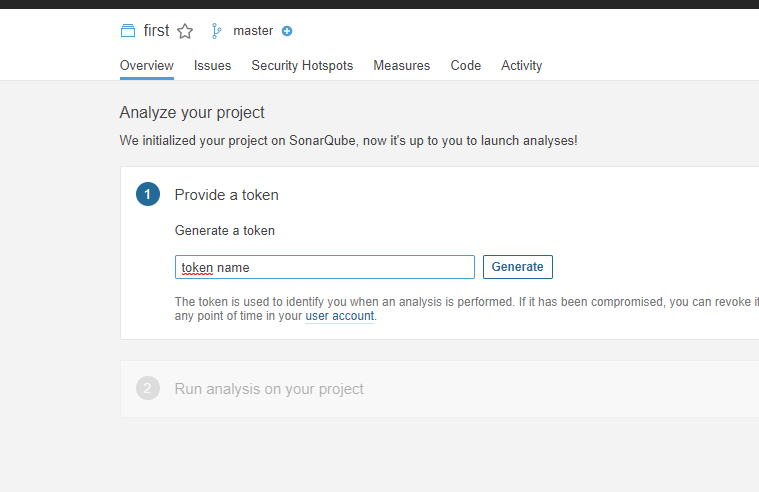 first master
Overview Issues Security Hotspots Measures Code Activity
Analyze your project
We initialized your project on SonarQube, now it's up to you to launch analyses!
1 Provide a token
Generate a token
token name Generate
The token is used to identify you when an analysis is performed. If it has been compromised, you can revoke
any point of time in your user account.
2 Run analysis on your project